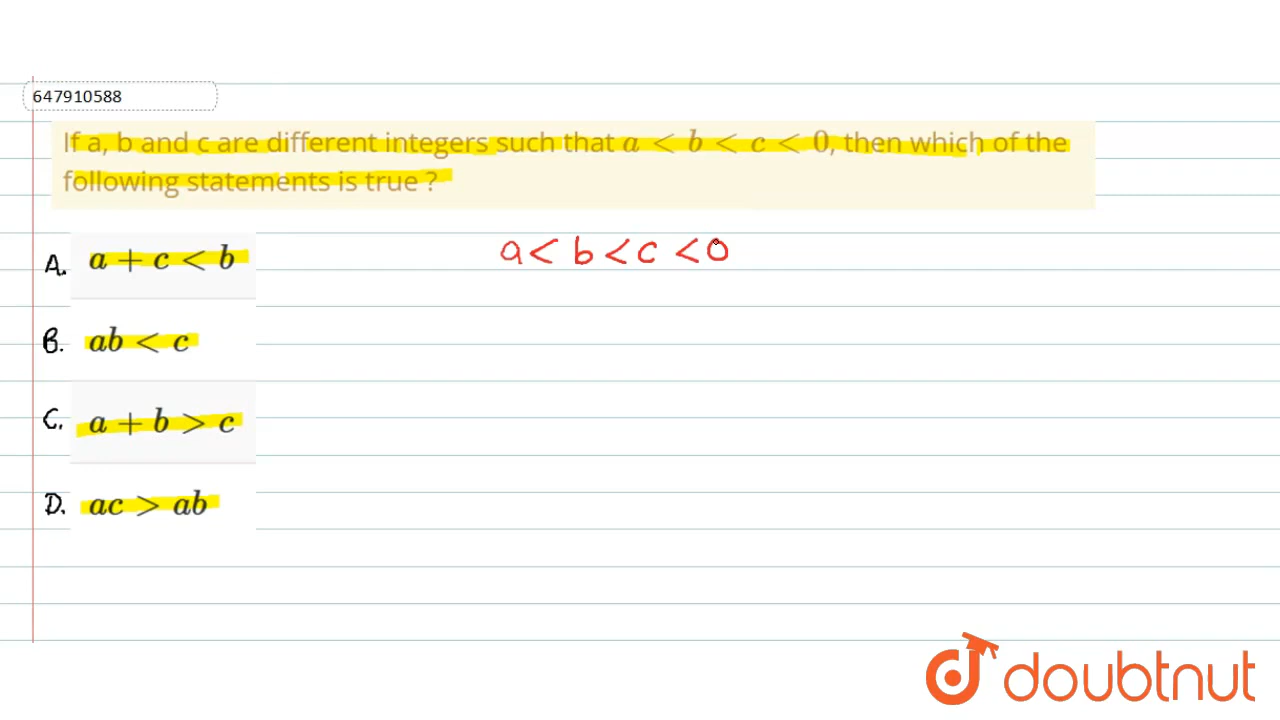 647910588
If a, b and c are different integers such that a < b < c < 0, then which of the
following statements is true ?
A. a + c < b
a < b < c < 0
B. ab < c
C. a + b > c
D. ac > ab
doubtnut